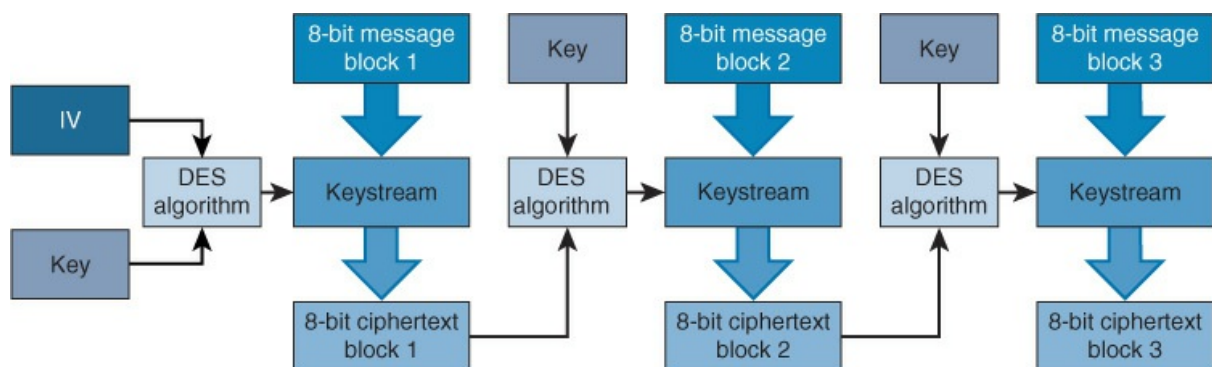 8-bit message
block 1
Key
8-bit message
block 2
Key
8-bit message
block 3
IV
DES
algorithm
Keystream
DES
algorithm
Keystream
DES
algorithm
Keystream
Key
8-bit ciphertext
block 1
8-bit ciphertext
block 2
8-bit ciphertext
block 3